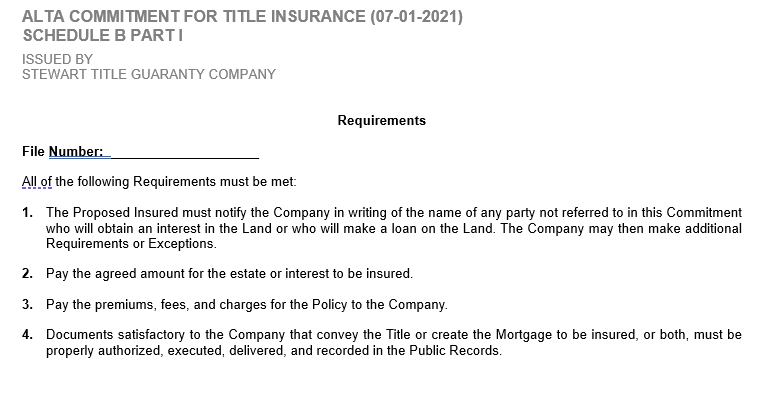 ALTA COMMITMENT FOR TITLE INSURANCE (07-01-2021)
SCHEDULE B PART I
ISSUED BY
STEWART TITLE GUARANTY COMPANY
Requirements
File Number:
All of the following Requirements must be met:
1. The Proposed Insured must notify the Company in writing of the name of any party not referred to in this Commitment
who will obtain an interest in the Land or who will make a loan on the Land. The Company may then make additional
Requirements or Exceptions.
2. Pay the agreed amount for the estate or interest to be insured.
3. Pay the premiums, fees, and charges for the Policy to the Company.
4. Documents satisfactory to the Company that convey the Title or create the Mortgage to be insured, or both, must be
properly authorized, executed, delivered, and recorded in the Public Records.